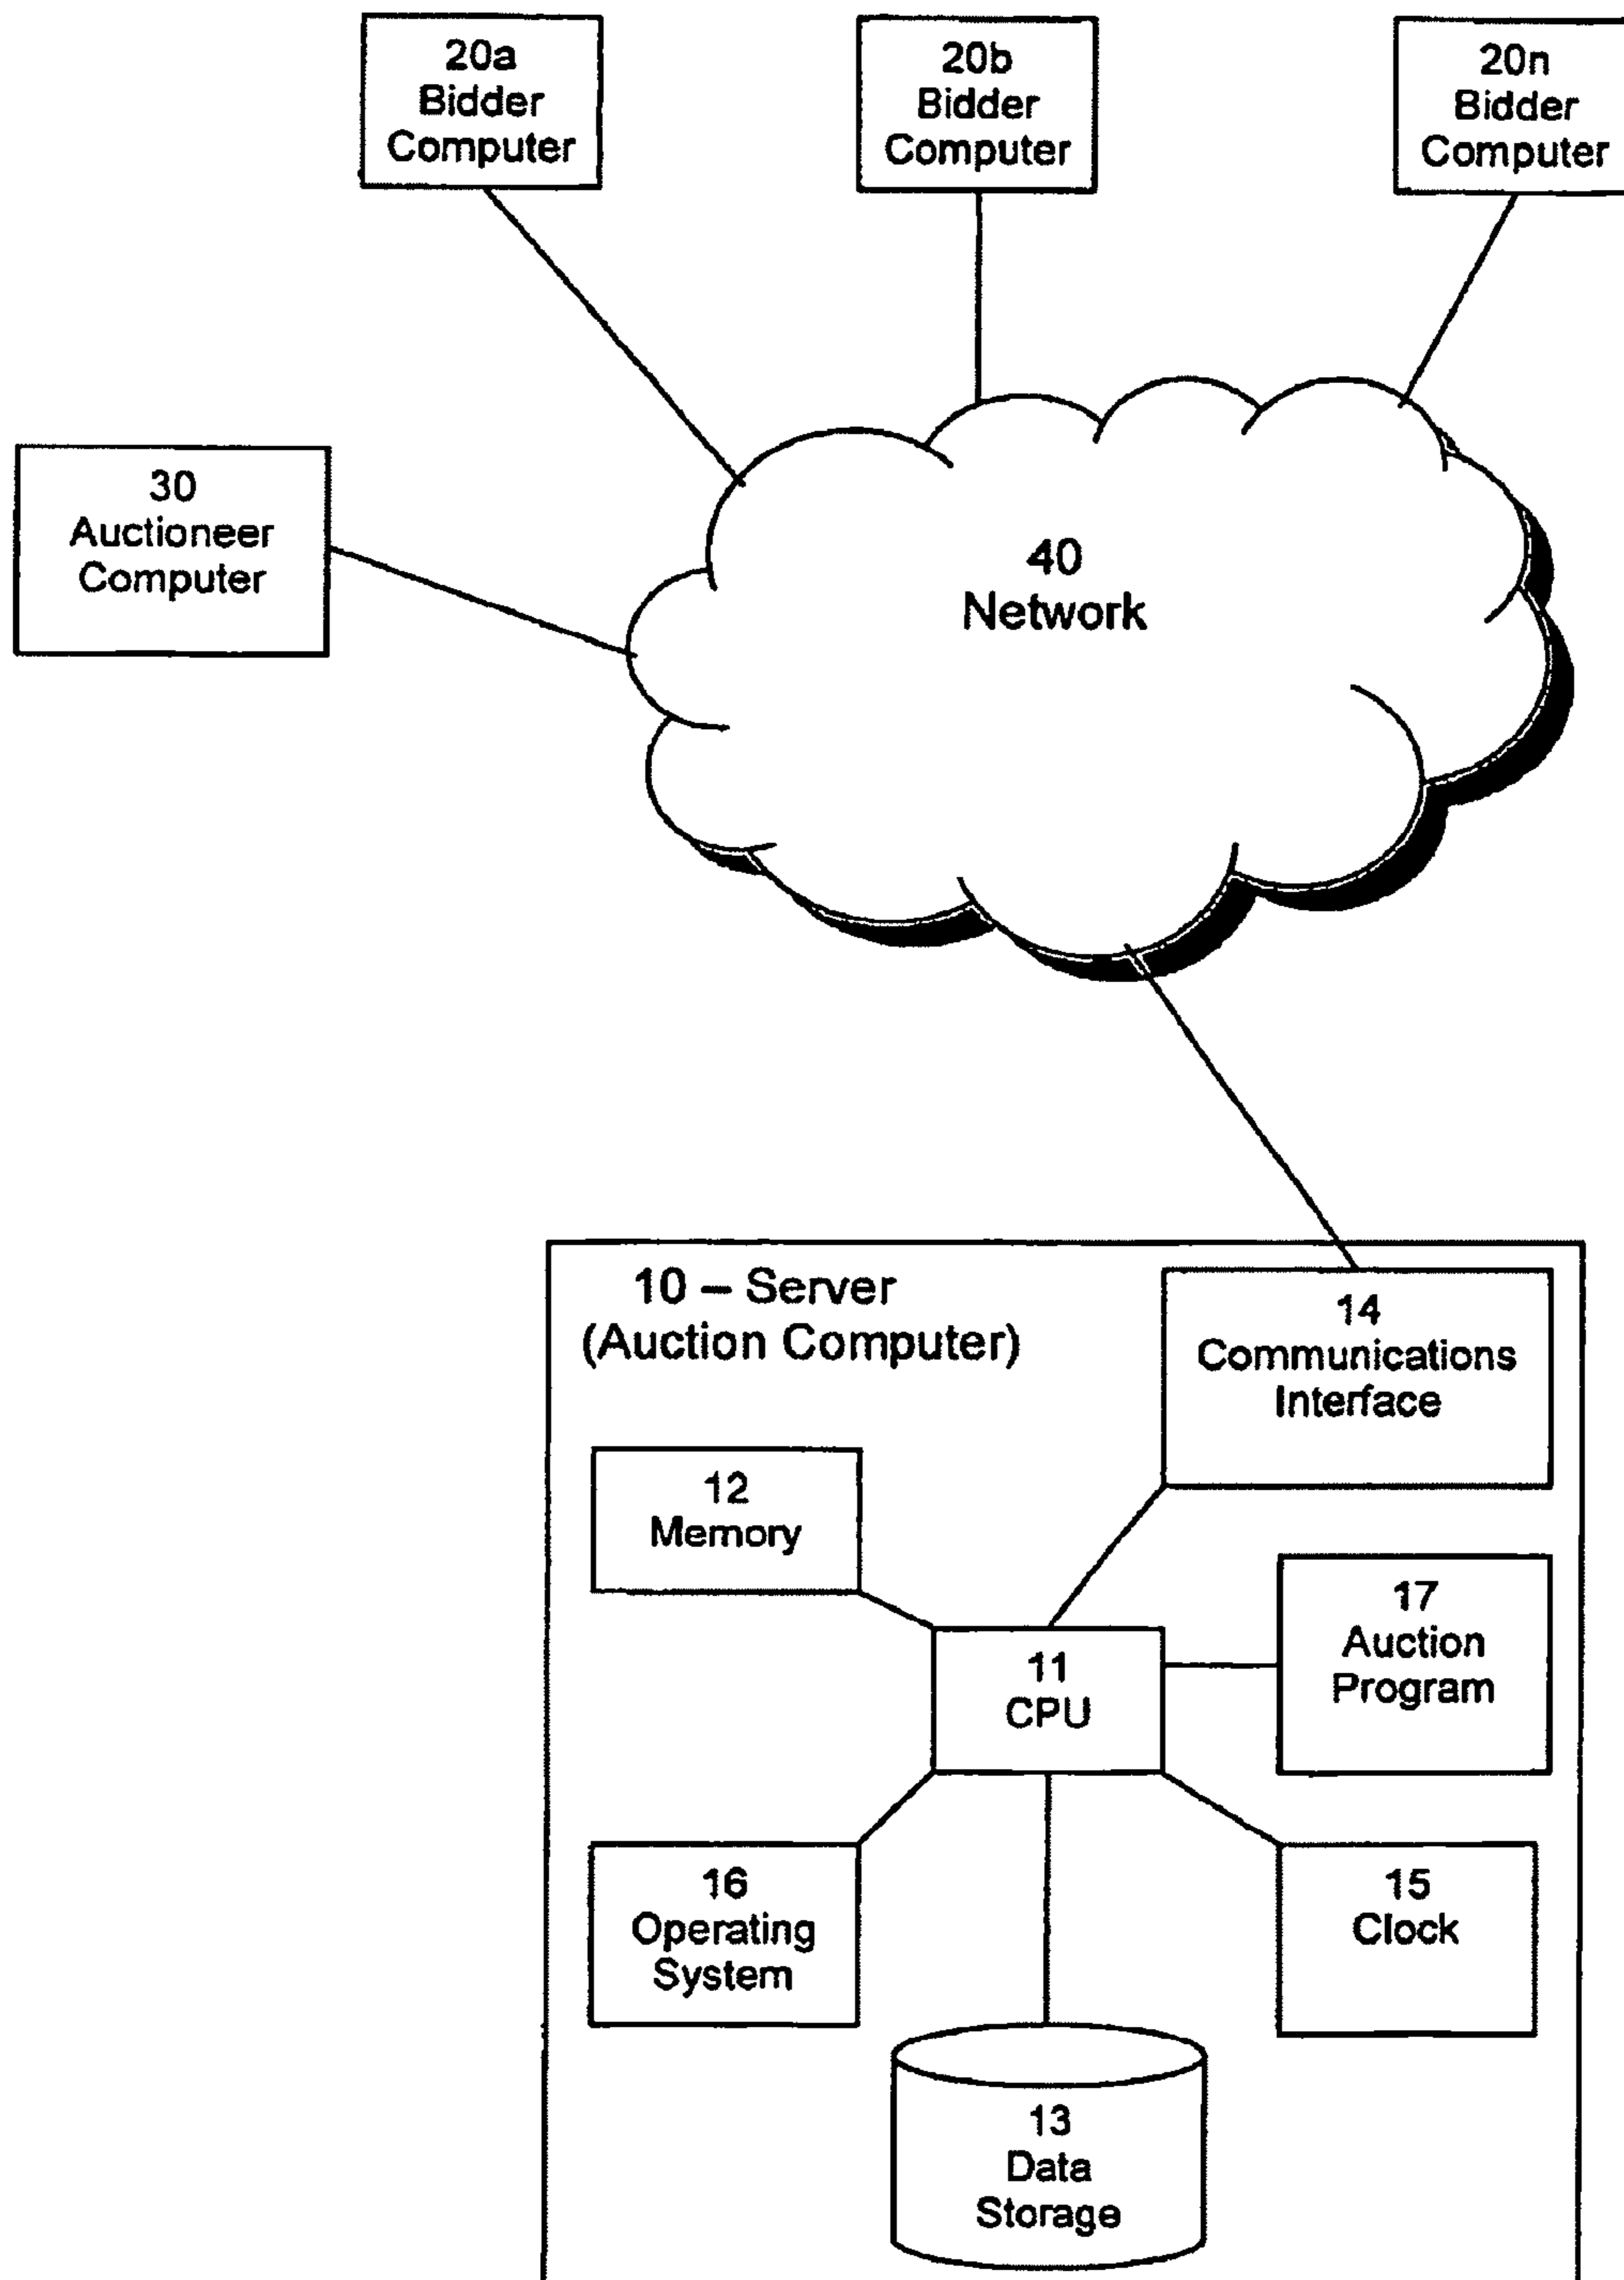 20a
Bidder
Computer
20b
Bidder
Computer
20n
Bidder
Computer
30
Auctioneer
Computer
40
Network
10 – Server
(Auction Computer)
14
Communications
Interface
12
Memory
17
Auction
Program
11
CPU
16
Operating
System
15
Clock
13
Data
Storage